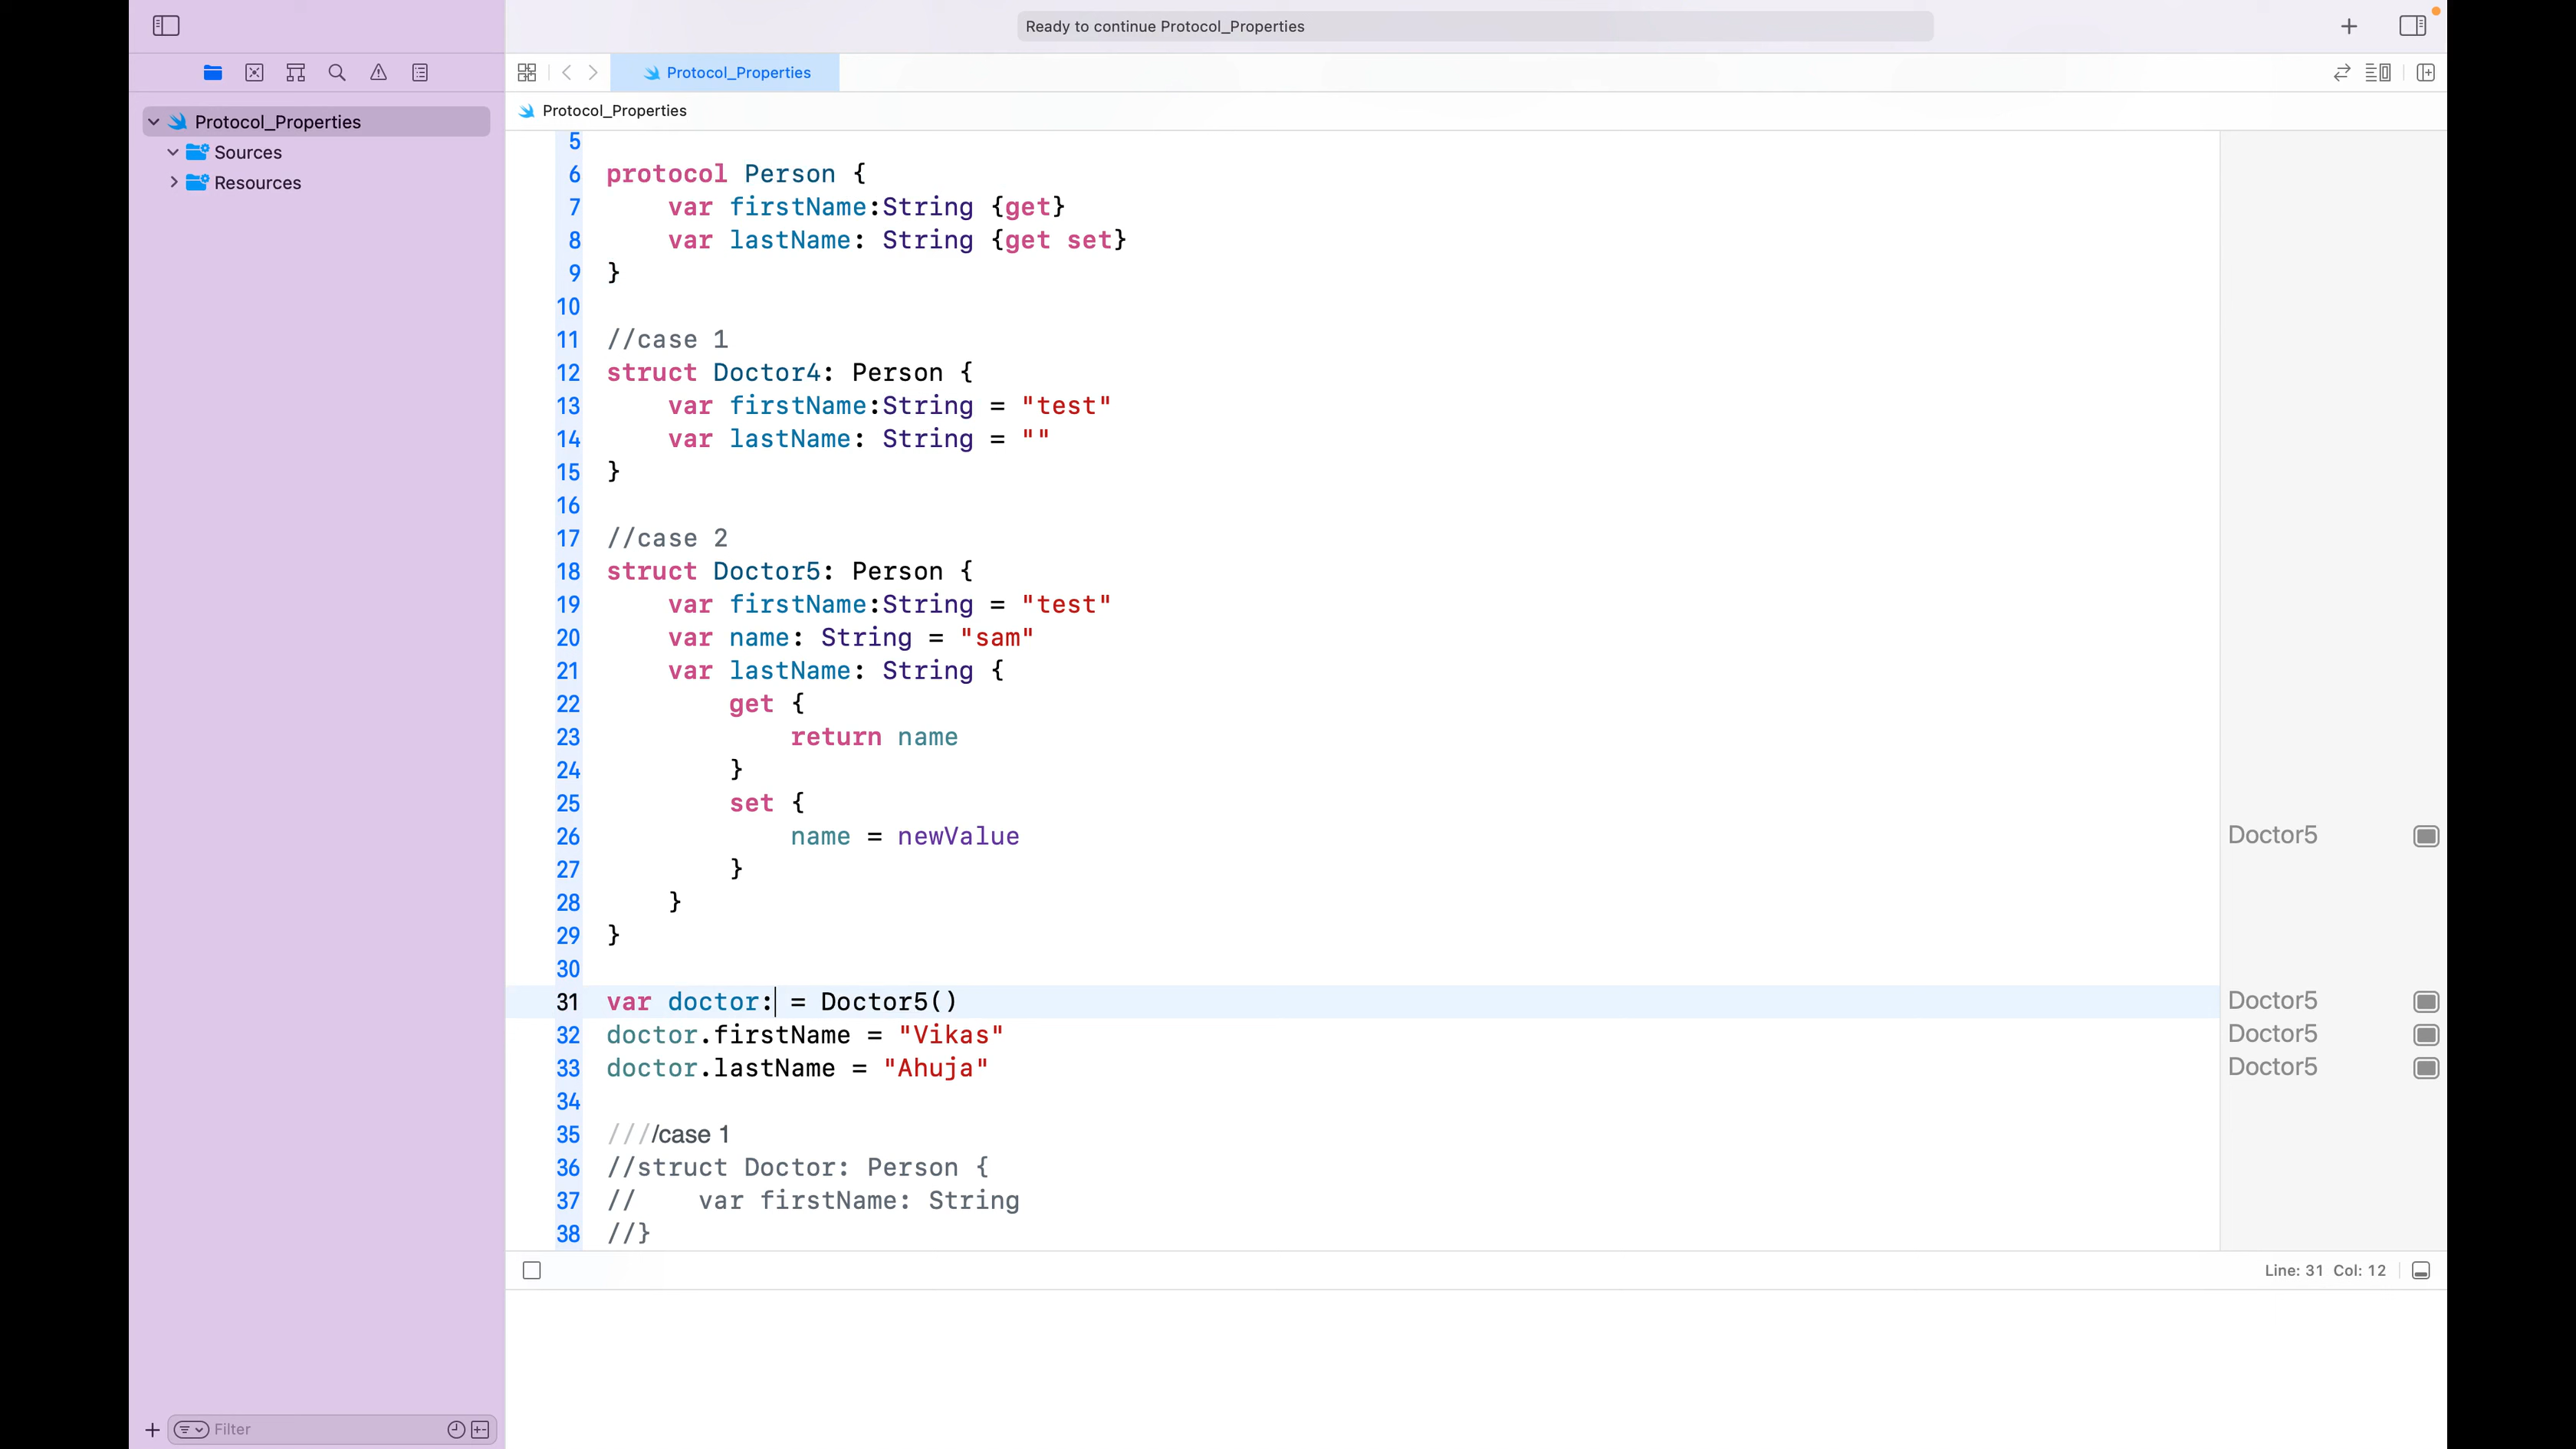 Ready to continue Protocol_Properties
Protocol_Properties
Protocol_Properties
Protocol_Properties
Sources
Resources
5
6 protocol Person {
7 var firstName:String {get}
8 var lastName: String {get set}
9 }
10
11 //case 1
12 struct Doctor4: Person {
13 var firstName:String = "test"
14 var lastName: String = ""
15 }
16
17 //case 2
18 struct Doctor5: Person {
19 var firstName:String = "test"
20 var name: String = "sam"
21 var lastName: String {
22 get {
23 return name
24 }
25 set {
26 name = newValue
27 }
28 }
29 }
30
31 var doctor: = Doctor5()
32 doctor.firstName = "Vikas"
33 doctor.lastName = "Ahuja"
34
35 ////case 1
36 //struct Doctor: Person {
37 // var firstName: String
38 //}
Doctor5
Doctor5
Doctor5
Doctor5
Line: 31 Col: 12
Filter